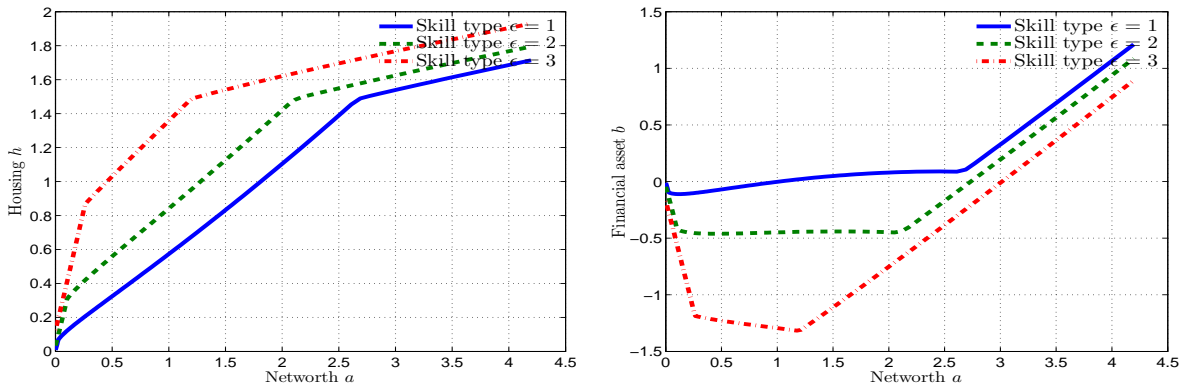 2
1.8
1.6
1.4
1.2
1
0.8
0.6
0.4
0.2
0
Housing h
Skill type ϵ = 1
Skill type ϵ = 2
Skill type ϵ = 3
0 0.5 1 1.5 2 2.5 3 3.5 4 4.5
Networth a
1.5
1
0.5
0
−0.5
−1
−1.5
Financial asset b
Skill type ϵ = 1
Skill type ϵ = 2
Skill type ϵ = 3
0 0.5 1 1.5 2 2.5 3 3.5 4 4.5
Networth a